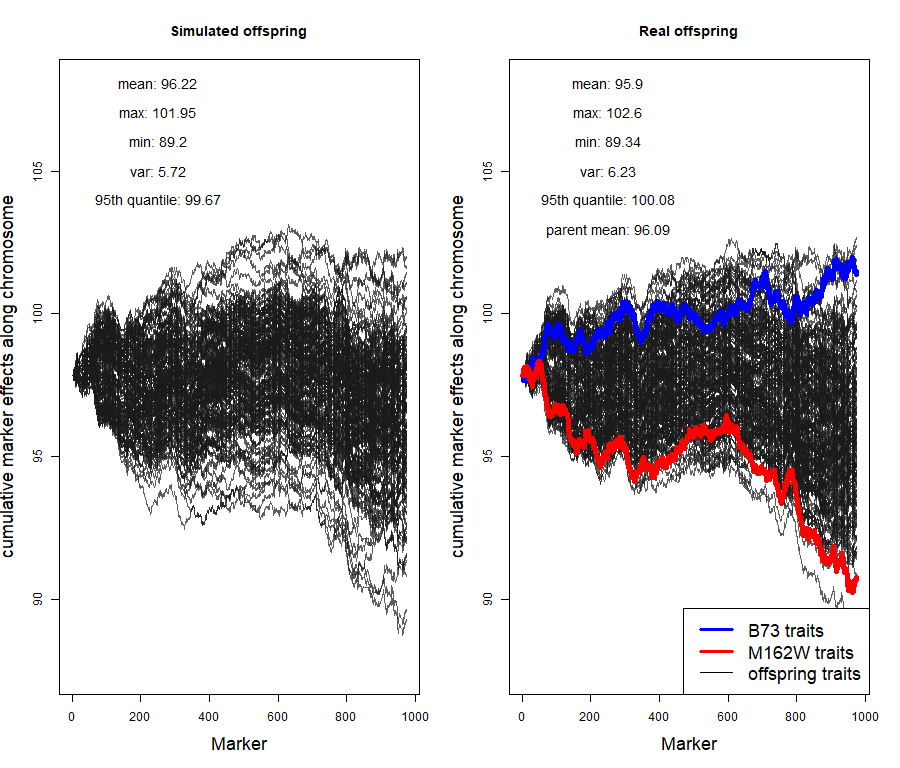 Simulated offspring
mean: 96.22
max: 101.95
min: 89.2
var: 5.72
95th quantile: 99.67
cumulative marker effects along chromosome
105
100
95
90
0 200 400 600 800 1000
Marker
Real offspring
mean: 95.9
max: 102.6
min: 89.34
var: 6.23
95th quantile: 100.08
parent mean: 96.09
cumulative marker effects along chromosome
105
100
95
90
B73 traits
M162W traits
offspring traits
0 200 400 600 800 1000
Marker